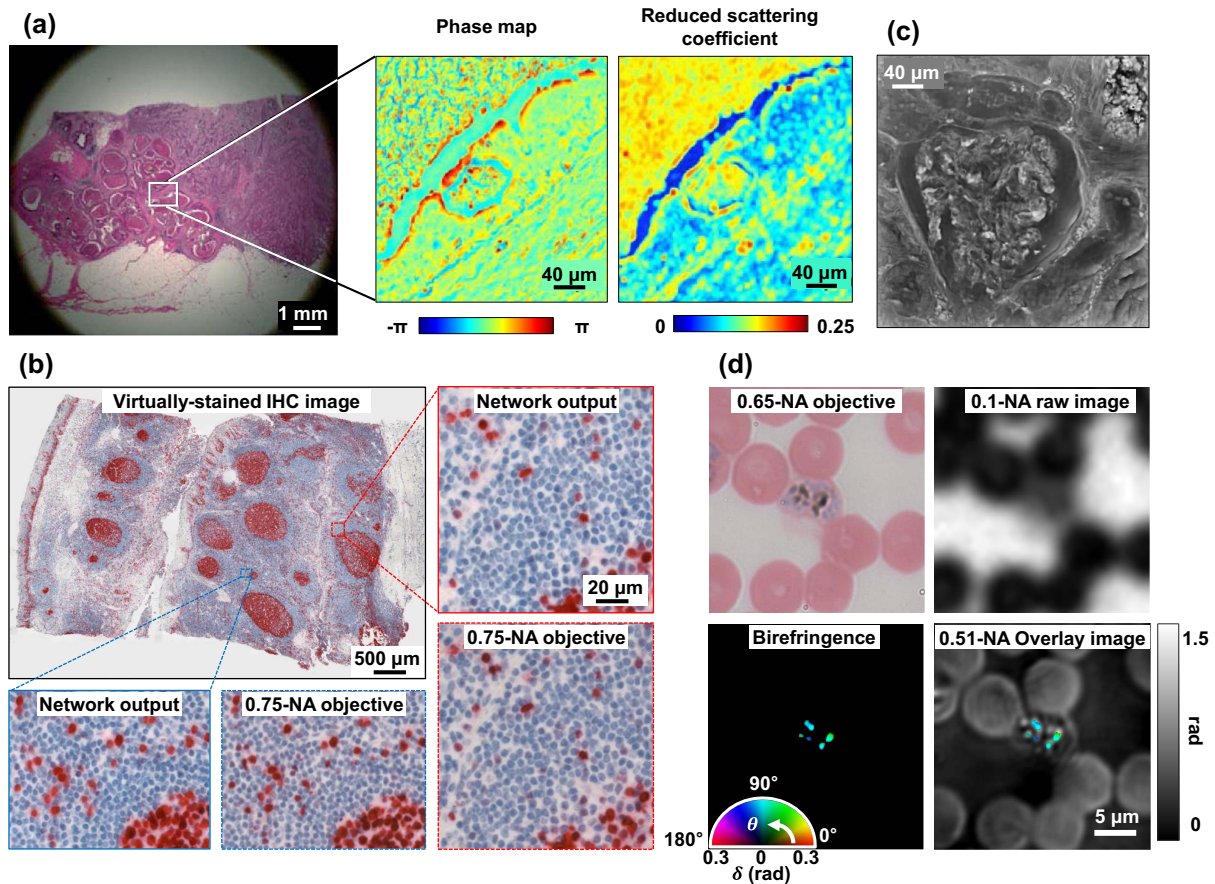 (a)
1 mm
Phase map
40 µm
-π
π
Reduced scattering
coefficient
40 µm
0
0.25
(c)
40 µm
(b)
Virtually-stained IHC image
500 µm
Network output
20 µm
0.75-NA objective
Network output
0.75-NA objective
(d)
0.65-NA objective
0.1-NA raw image
Birefringence
90°
θ
180°
0°
0.3
0
0.3
δ (rad)
0.51-NA Overlay image
5 µm
1.5
rad
0